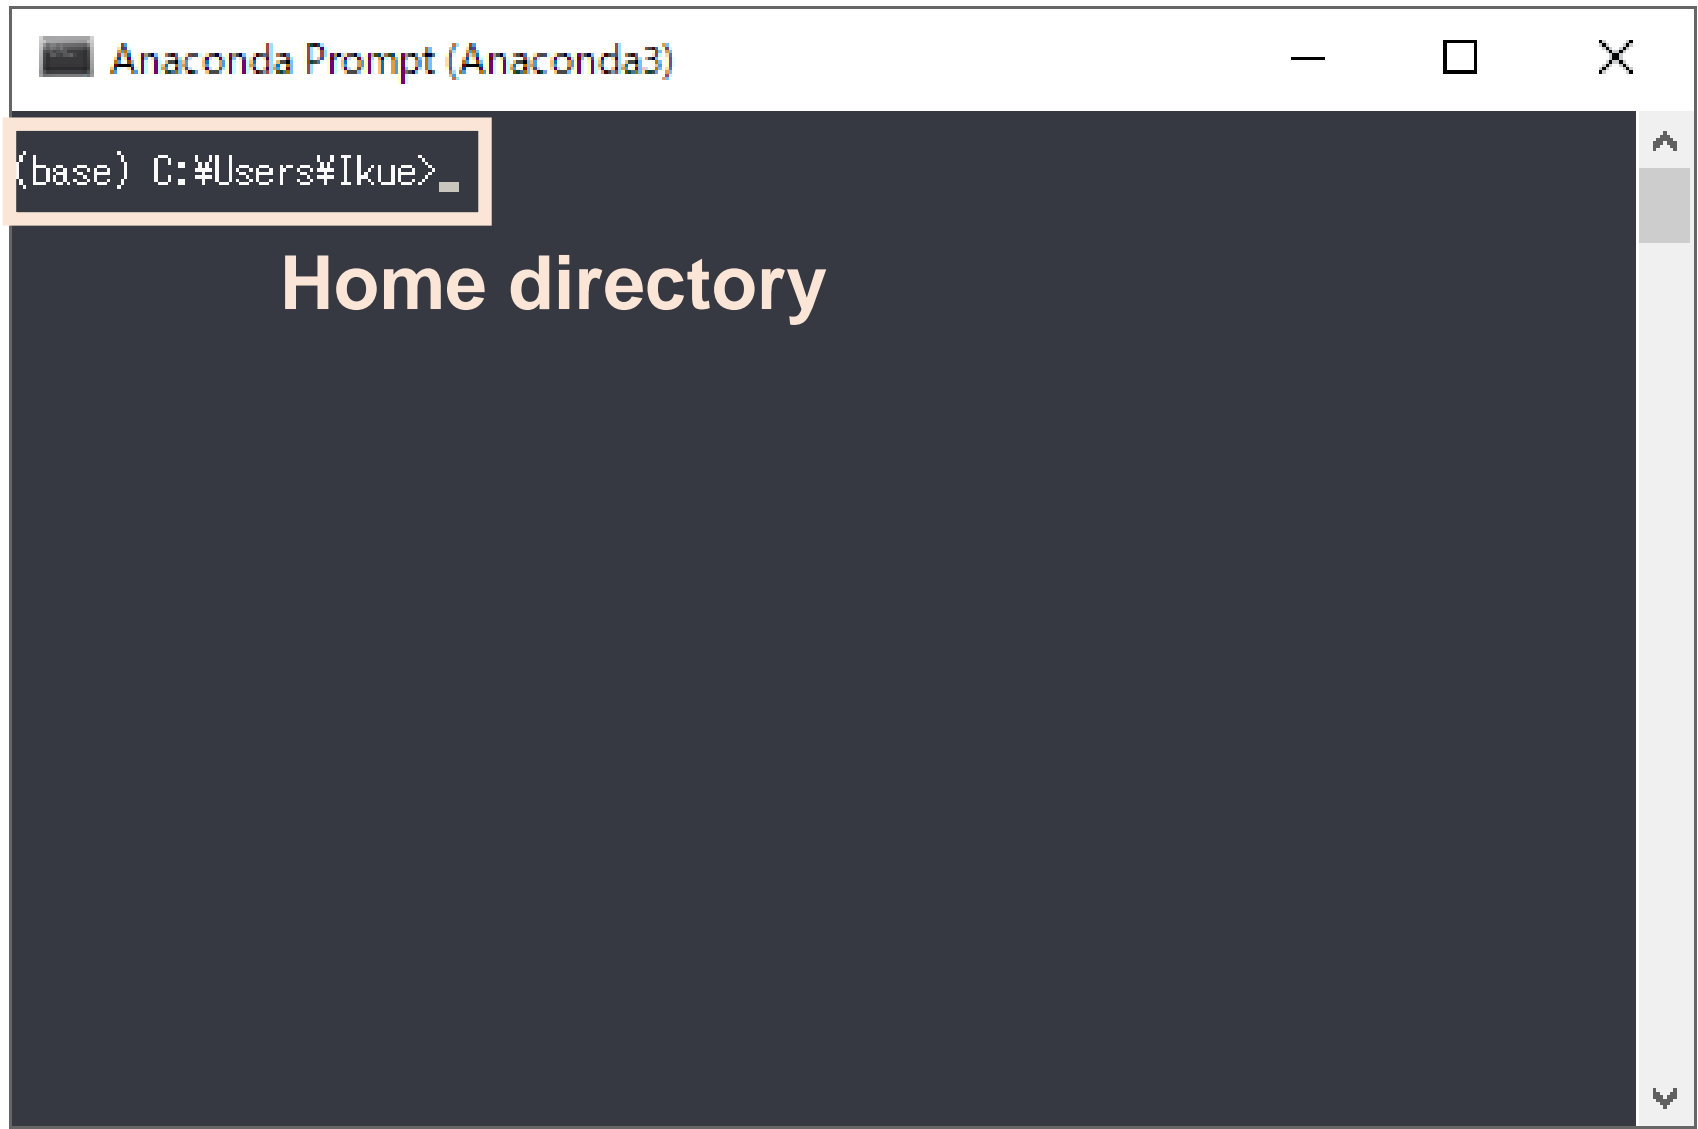 Anaconda Prompt (Anaconda3)
(base) C:¥Users¥Ikue>_
Home directory